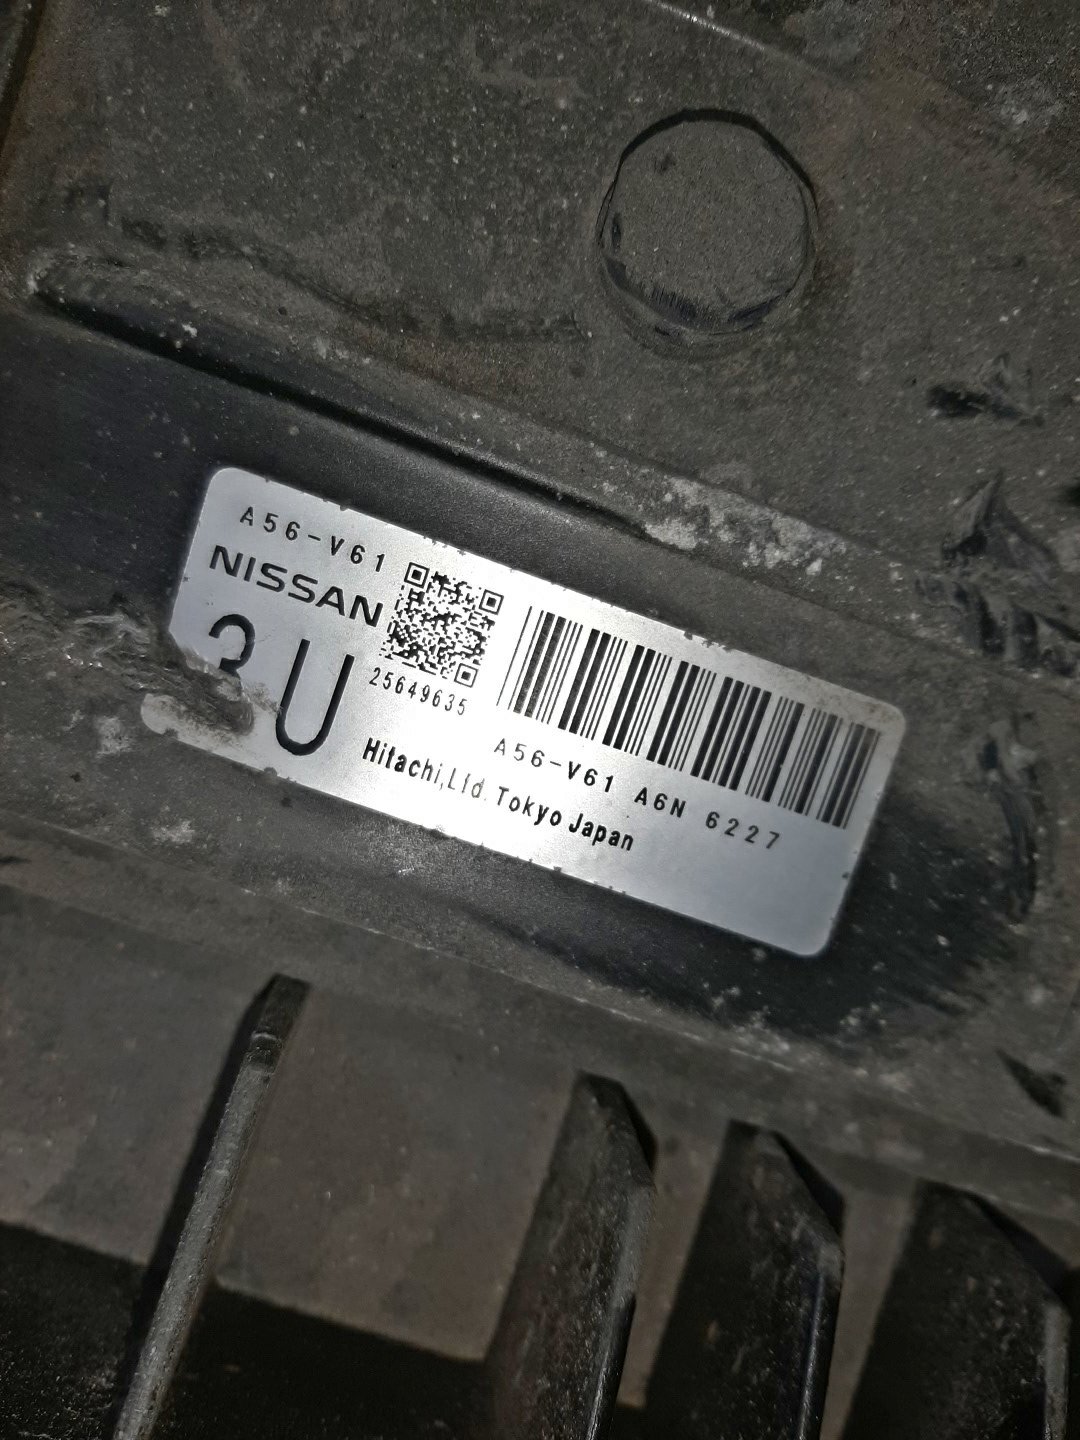 A56-V61
NISSAN
3U
25649635
A56-V61 A6N 6227
Hitachi,Ltd. Tokyo Japan